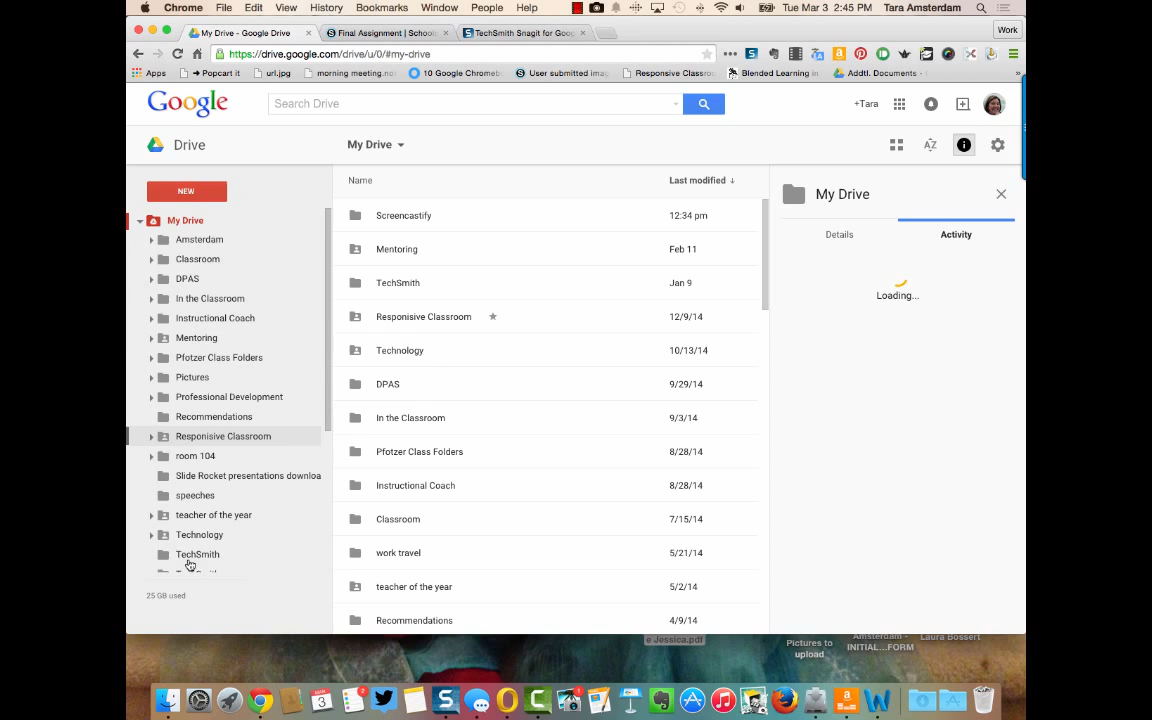 Chrome File Edit View History Bookmarks Window People Help Tue Mar 3 2:45 PM Tara Amsterdam
My Drive - Google Drive Final Assignment | Schoolo TechSmith Snagit for Goog Work
https://drive.google.com/drive/u/0/#my-drive
Apps → Popcart it url.jpg morning meeting.not 10 Google Chromeb User submitted imag Responsive Classroo Blended Learning in Addtl. Documents - G »
Google Search Drive +Tara
Drive My Drive AZ
NEW
My Drive
Amsterdam
Classroom
DPAS
In the Classroom
Instructional Coach
Mentoring
Pfotzer Class Folders
Pictures
Professional Development
Recommendations
Responisive Classroom
room 104
Slide Rocket presentations downloa
speeches
teacher of the year
Technology
TechSmith
25 GB used
Name Last modified ↓
Screencastify 12:34 pm
Mentoring Feb 11
TechSmith Jan 9
Responisive Classroom 12/9/14
Technology 10/13/14
DPAS 9/29/14
In the Classroom 9/3/14
Pfotzer Class Folders 8/28/14
Instructional Coach 8/28/14
Classroom 7/15/14
work travel 5/21/14
teacher of the year 5/2/14
Recommendations 4/9/14
My Drive
Details Activity
Loading...
e Jessica.pdf
Pictures to
upload
Amsterdam -
INITIAL...FORM
Laura Bossert